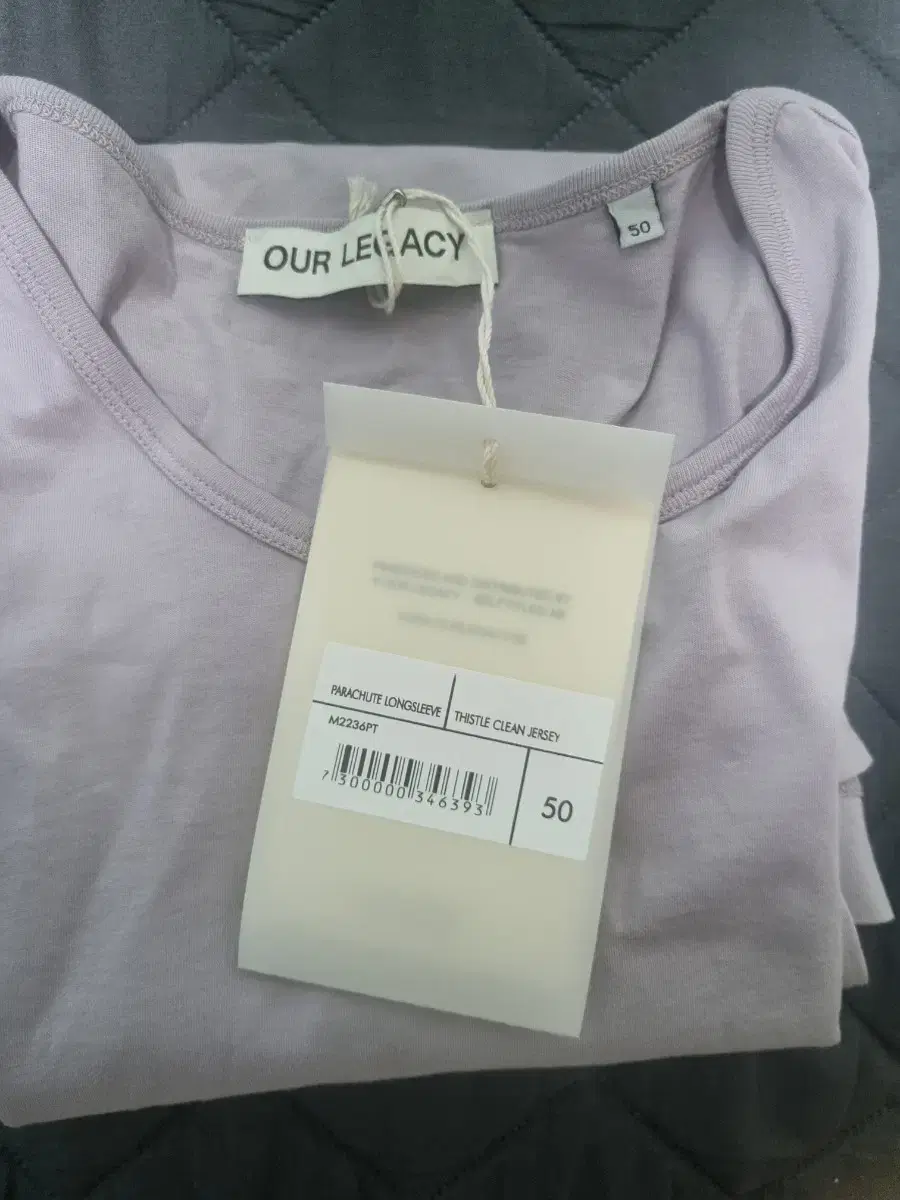 OUR LEGACY
50
PARACHUTE LONGSLEEVE
THISTLE CLEAN JERSEY
M2236PT
7 300000 346393
50